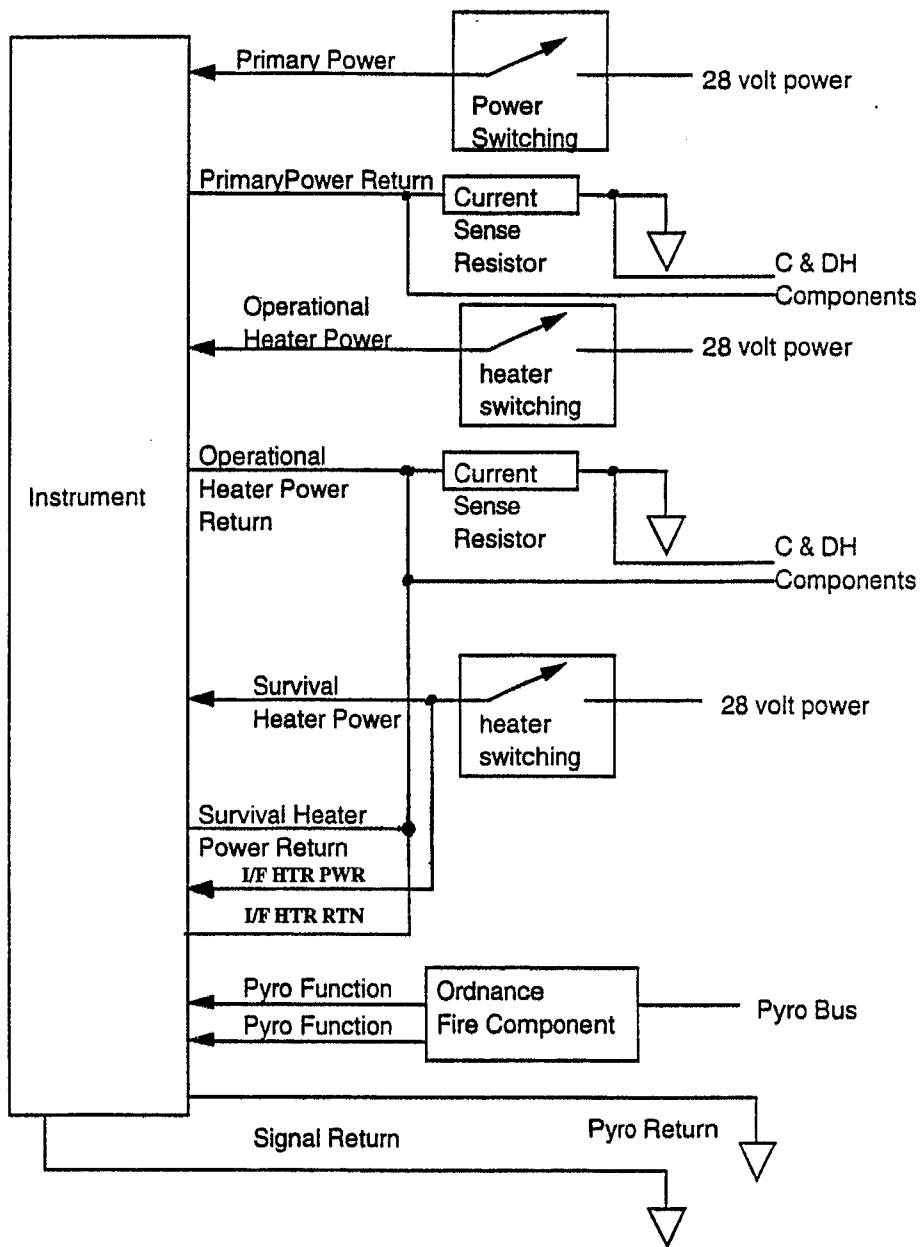 Primary Power
28 volt power
Power
Switching
PrimaryPower Return
Current
Sense
Resistor
C & DH
Components
Operational
Heater Power
28 volt power
heater
switching
Operational
Heater Power
Return
Current
Sense
Resistor
Instrument
C & DH
Components
Survival
Heater Power
28 volt power
heater
switching
Survival Heater
Power Return
I/F HTR PWR
I/F HTR RTN
Pyro Function
Pyro Function
Ordnance
Fire Component
Pyro Bus
Signal Return
Pyro Return